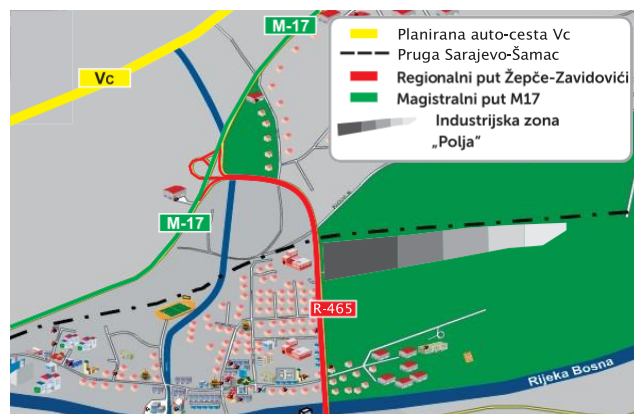 M-17
Planirana auto-cesta Vc
Pruga Sarajevo-Šamac
Regionalni put Žepče-Zavidovići
Magistralni put M17
Industrijska zona
„Polja"
Vc
M-17
R-465
Rijeka Bosna